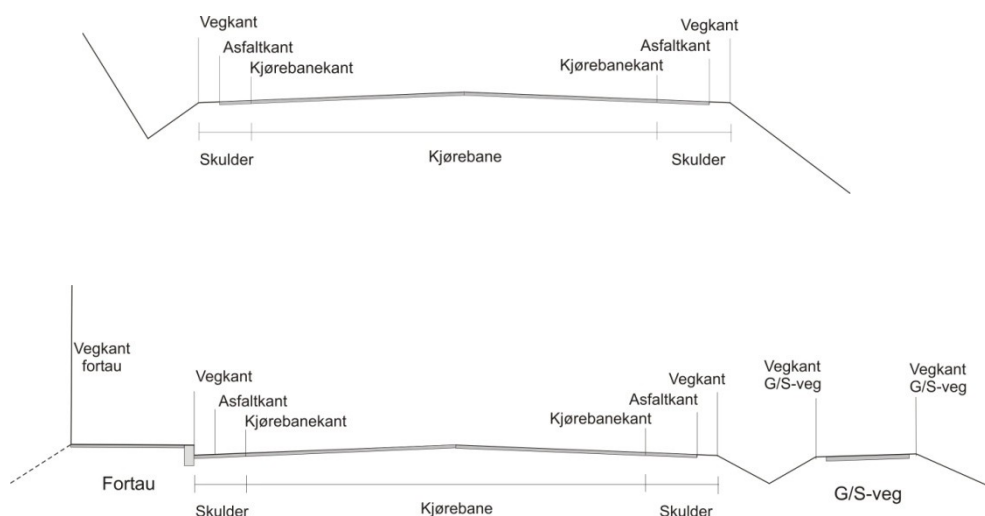 Vegkant
Asfaltkant
Kjørebanekant
Vegkant
Asfaltkant
Kjørebanekant
Skulder
Kjørebane
Skulder
Vegkant
fortau
Vegkant
Asfaltkant
Kjørebanekant
Vegkant
Asfaltkant
Kjørebanekant
Vegkant
G/S-veg
Vegkant
G/S-veg
Fortau
Skulder
Kjørebane
Skulder
G/S-veg